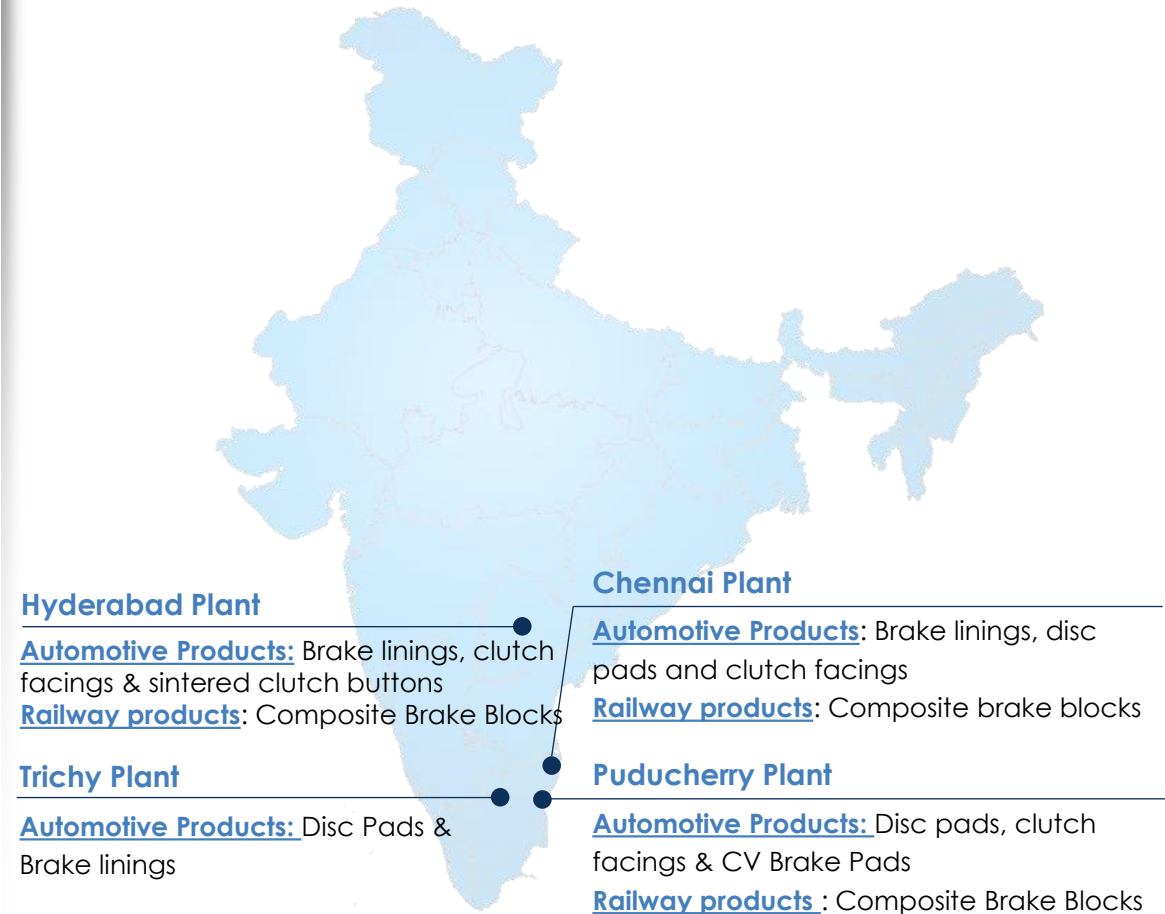 Hyderabad Plant
Automotive Products: Brake linings, clutch
facings & sintered clutch buttons
Railway products: Composite Brake Blocks
Trichy Plant
Automotive Products: Disc Pads &
Brake linings
Chennai Plant
Automotive Products: Brake linings, disc
pads and clutch facings
Railway products: Composite brake blocks
Puducherry Plant
Automotive Products: Disc pads, clutch
facings & CV Brake Pads
Railway products : Composite Brake Blocks